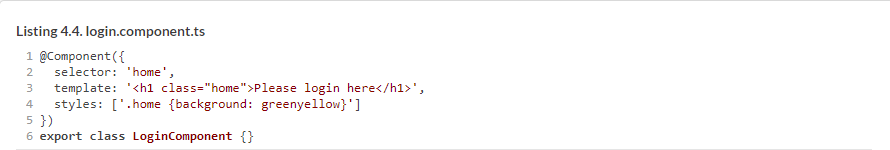 Listing 4.4. login.component.ts
1 @Component({
2   selector: 'home',
3   template: '<h1 class="home">Please login here</h1>',
4   styles: ['.home {background: greenyellow}']
5 })
6 export class LoginComponent {}